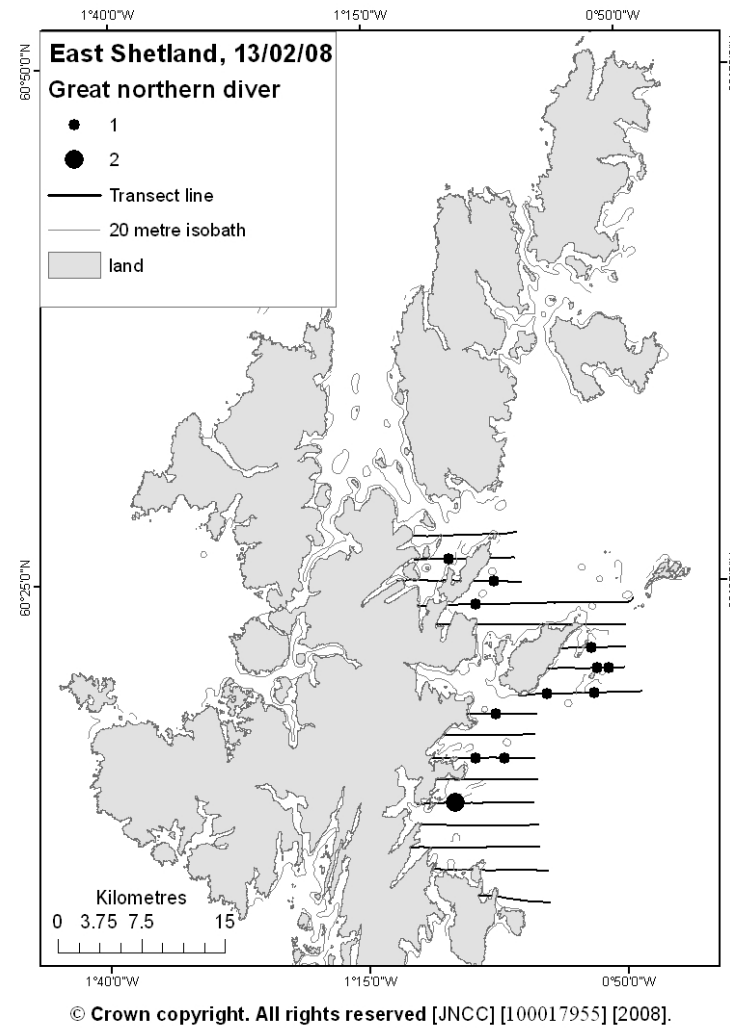 1°40'0"W 1°15'0"W 0°50'0"W
East Shetland, 13/02/08
Great northern diver
1
2
Transect line
20 metre isobath
land
60°50'0"N
60°25'0"N
Kilometres
0 3.75 7.5 15
1°40'0"W 1°15'0"W 0°50'0"W
© Crown copyright. All rights reserved [JNCC] [100017955] [2008].